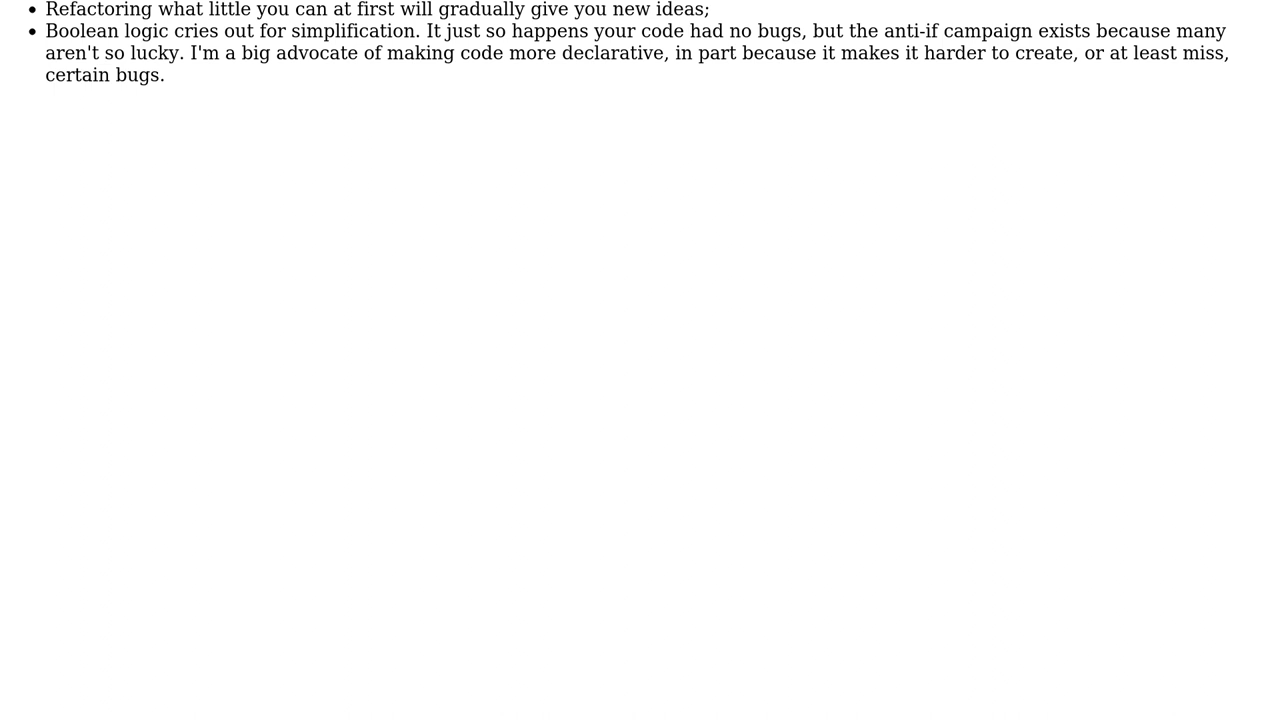 • Refactoring what little you can at first will gradually give you new ideas;
• Boolean logic cries out for simplification. It just so happens your code had no bugs, but the anti-if campaign exists because many
aren't so lucky. I'm a big advocate of making code more declarative, in part because it makes it harder to create, or at least miss,
certain bugs.